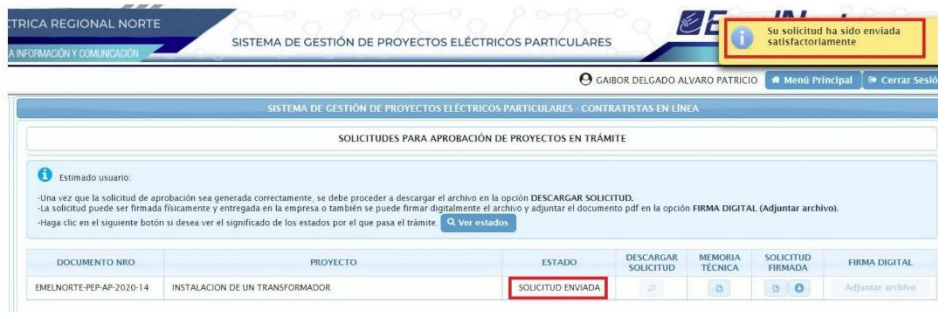 CTRICA REGIONAL NORTE
A INFORMACIÓN Y COMUNICACIÓN
SISTEMA DE GESTIÓN DE PROYECTOS ELÉCTRICOS PARTICULARES
Su solicitud ha sido enviada
satisfactoriamente
GAIBOR DELGADO ALVARO PATRICIO Menú Principal Cerrar Sesió
SISTEMA DE GESTIÓN DE PROYECTOS ELÉCTRICOS PARTICULARES - CONTRATISTAS EN LÍNEA
SOLICITUDES PARA APROBACIÓN DE PROYECTOS EN TRÁMITE
Estimado usuario:
-Una vez que la solicitud de aprobación sea generada correctamente, se debe proceder a descargar el archivo en la opción DESCARGAR SOLICITUD.
-La solicitud puede ser firmada físicamente y entregada en la empresa o también se puede firmar digitalmente el archivo y adjuntar el documento pdf en la opción FIRMA DIGITAL (Adjuntar archivo).
-Haga clic en el siguiente botón si desea ver el significado de los estados por el que pasa el trámite. Ver estados
DOCUMENTO NRO PROYECTO ESTADO DESCARGAR SOLICITUD MEMORIA TÉCNICA SOLICITUD FIRMADA FIRMA DIGITAL
EMELNORTE-PEP-AP-2020-14 INSTALACION DE UN TRANSFORMADOR SOLICITUD ENVIADA Adjuntar archivo